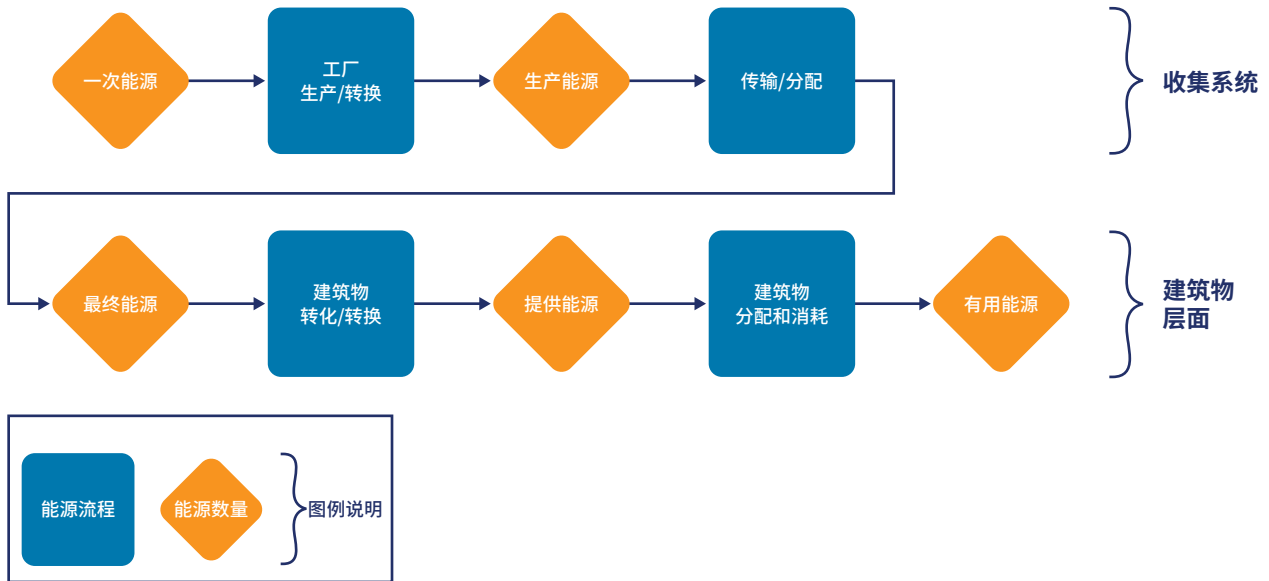 一次能源
工厂
生产/转换
生产能源
传输/分配
收集系统
最终能源
建筑物
转化/转换
提供能源
建筑物
分配和消耗
有用能源
建筑物
层面
能源流程
能源数量
图例说明